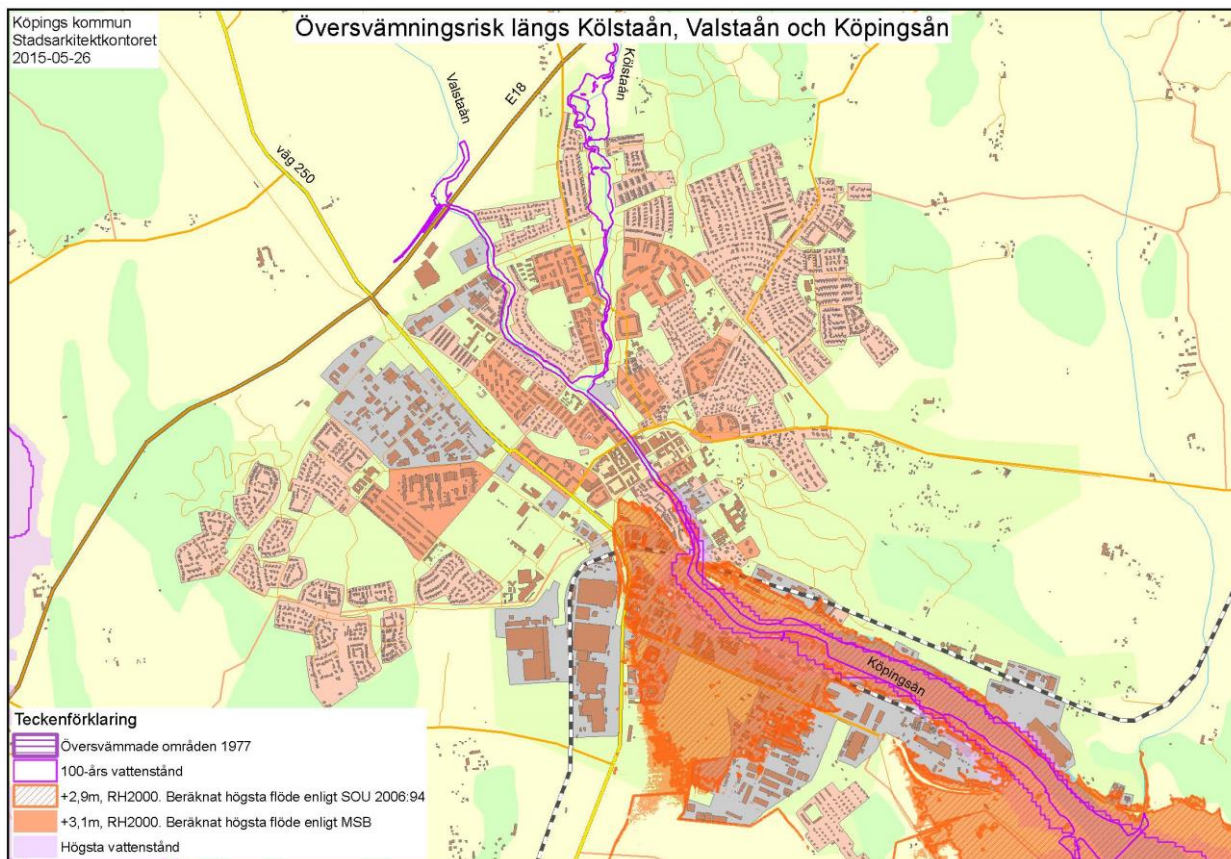 Köpings kommun
Stadsarkitektkontoret
2015-05-26
Översvämningsrisk längs Kölstaån, Valstaån och Köpingsån
Valstaån
E18
Kölstaån
väg 250
Köpingsån
Teckenförklaring
Översvämmade områden 1977
100-års vattenstånd
+2,9m, RH2000. Beräknat högsta flöde enligt SOU 2006:94
+3,1m, RH2000. Beräknat högsta flöde enligt MSB
Högsta vattenstånd